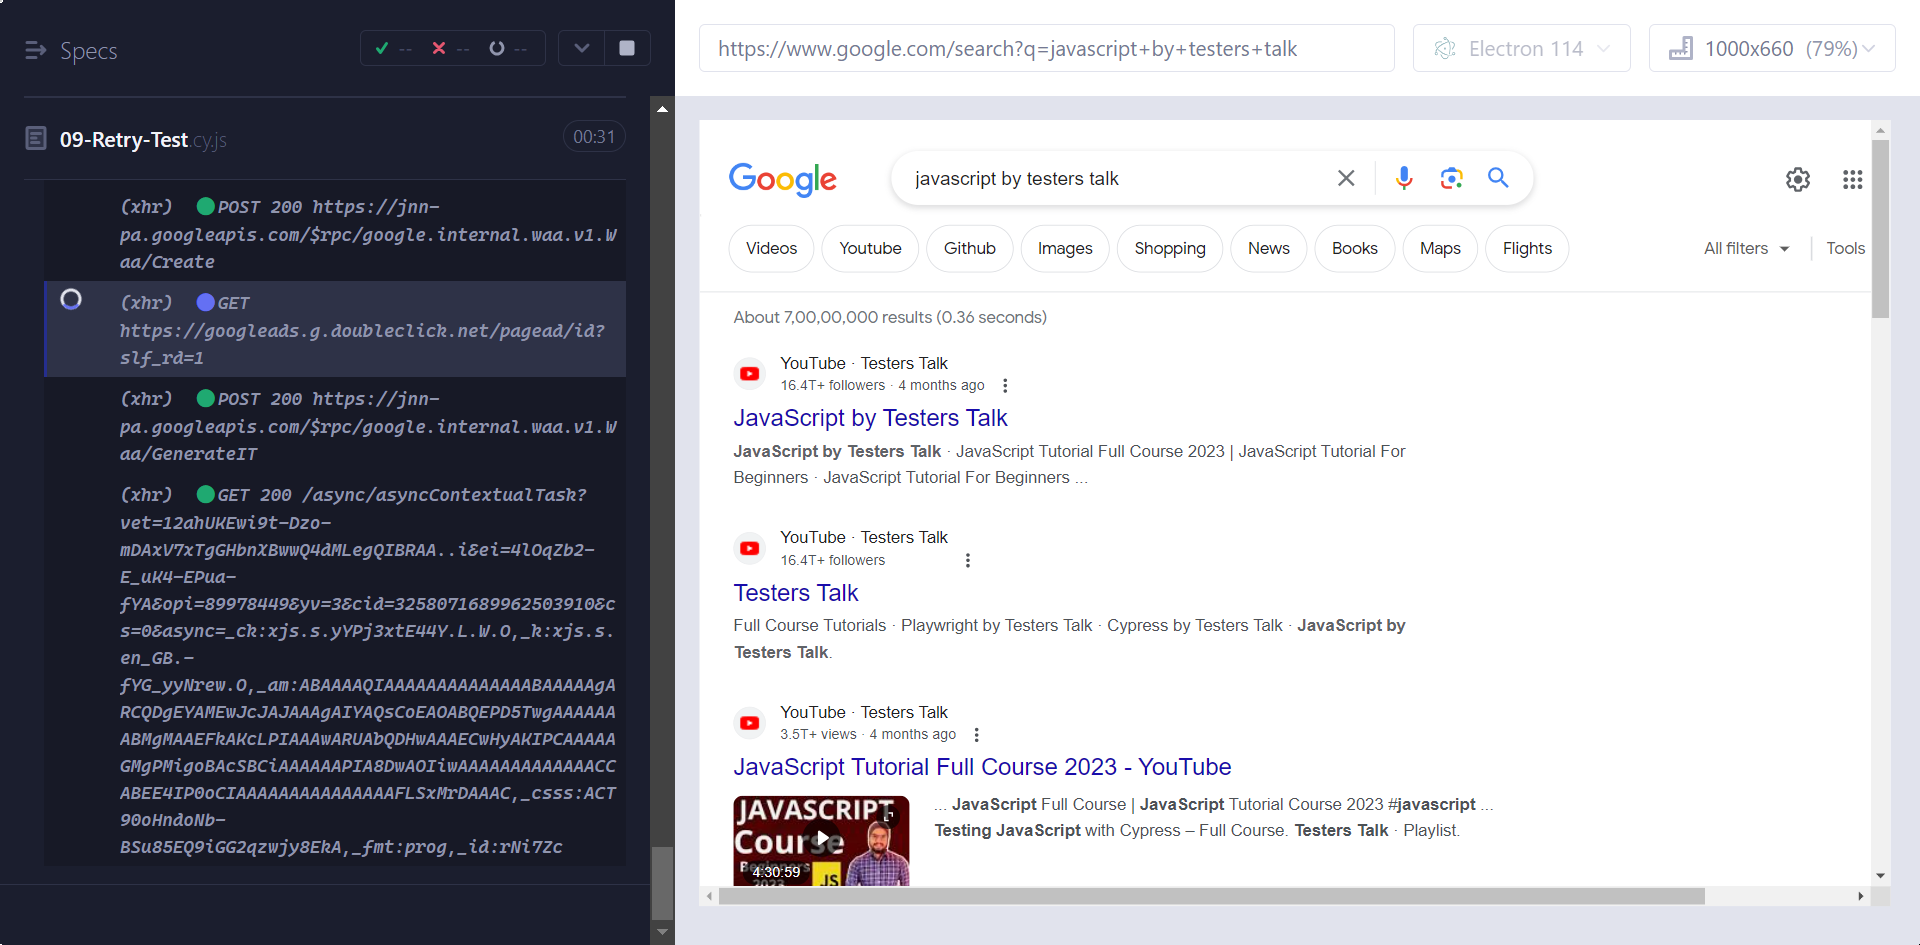 Specs
-- -- --
09-Retry-Test.cy.js
00:31
(xhr) POST 200 https://jnn-
pa.googleapis.com/$rpc/google.internal.waa.v1.W
aa/Create
(xhr) GET
https://googleads.g.doubleclick.net/pagead/id?
slf_rd=1
(xhr) POST 200 https://jnn-
pa.googleapis.com/$rpc/google.internal.waa.v1.W
aa/GenerateIT
(xhr) GET 200 /async/asyncContextualTask?
vet=12ahUKEwi9t-Dzo-
mDAxV7xTgGHbnXBwwQ4dMLegQIBRAA..i&ei=4lOqZb2-
E_uK4-EPua-
fYA&opi=89978449&yv=3&cid=3258071689962503910&c
s=0&async=_ck:xjs.s.yYPj3xtE44Y.L.W.O,_k:xjs.s.
en_GB.-
fYG_yyNrew.O,_am:ABAAAAQIAAAAAAAAAAAAAABAAAAAgA
RCQDgEYAMEwJcJAJAAAgAIYAQsCoEAOABQEPD5TwgAAAAAA
ABMgMAAEFkAKcLPIAAAwARUAbQDHwAAAECwHyAKIPCAAAAA
GMgPMigoBAcSBCiAAAAAAPIA8DwAOIiwAAAAAAAAAAAAACC
ABEE4IP0oCIAAAAAAAAAAAAAAAFLSxMrDAAAC,_csss:ACT
90oHndoNb-
BSu85EQ9iGG2qzwjy8EkA,_fmt:prog,_id:rNi7Zc
https://www.google.com/search?q=javascript+by+testers+talk
Electron 114
1000x660 (79%)
Google
javascript by testers talk
Videos Youtube Github Images Shopping News Books Maps Flights
All filters Tools
About 7,00,00,000 results (0.36 seconds)
YouTube · Testers Talk
16.4T+ followers · 4 months ago
JavaScript by Testers Talk
JavaScript by Testers Talk · JavaScript Tutorial Full Course 2023 | JavaScript Tutorial For
Beginners · JavaScript Tutorial For Beginners ...
YouTube · Testers Talk
16.4T+ followers
Testers Talk
Full Course Tutorials · Playwright by Testers Talk · Cypress by Testers Talk · JavaScript by
Testers Talk.
YouTube · Testers Talk
3.5T+ views · 4 months ago
JavaScript Tutorial Full Course 2023 - YouTube
JAVASCRIPT
Course
Beginners
2023
JS
4:30:59
... JavaScript Full Course | JavaScript Tutorial Course 2023 #javascript ...
Testing JavaScript with Cypress – Full Course. Testers Talk · Playlist.